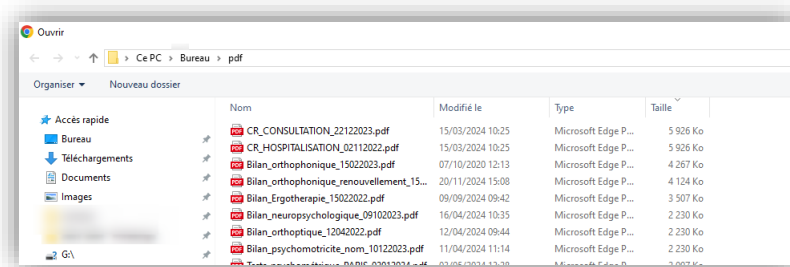 Ouvrir
Ce PC > Bureau > pdf
Organiser Nouveau dossier
Nom Modifié le Type Taille
Accès rapide
Bureau
Téléchargements
Documents
Images
G:\
CR_CONSULTATION_22122023.pdf 15/03/2024 10:25 Microsoft Edge P... 5 926 Ko
CR_HOSPITALISATION_02112022.pdf 15/03/2024 10:25 Microsoft Edge P... 5 926 Ko
Bilan_orthophonique_15022023.pdf 07/10/2020 12:13 Microsoft Edge P... 4 267 Ko
Bilan_orthophonique_renouvellement_15... 20/11/2024 15:08 Microsoft Edge P... 4 124 Ko
Bilan_Ergotherapie_15022022.pdf 09/09/2024 09:42 Microsoft Edge P... 3 507 Ko
Bilan_neuropsychologique_09102023.pdf 16/04/2024 10:35 Microsoft Edge P... 2 230 Ko
Bilan_orthoptique_12042022.pdf 12/04/2024 09:44 Microsoft Edge P... 2 230 Ko
Bilan_psychomotricite_nom_10122023.pdf 11/04/2024 11:14 Microsoft Edge P... 2 230 Ko